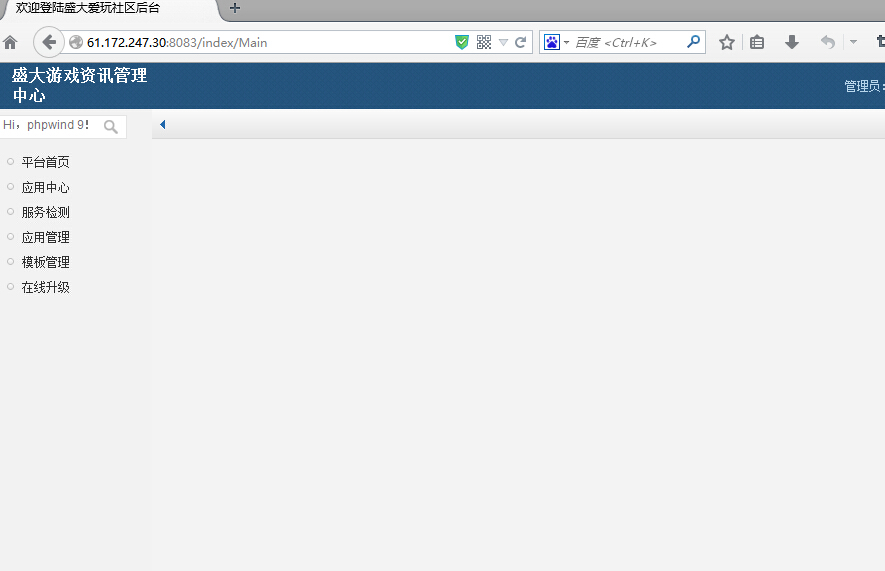 欢迎登陆盛大爱玩社区后台
61.172.247.30:8083/index/Main
百度 <Ctrl+K>
盛大游戏资讯管理
中心
管理员:
Hi，phpwind 9!
平台首页
应用中心
服务检测
应用管理
模板管理
在线升级